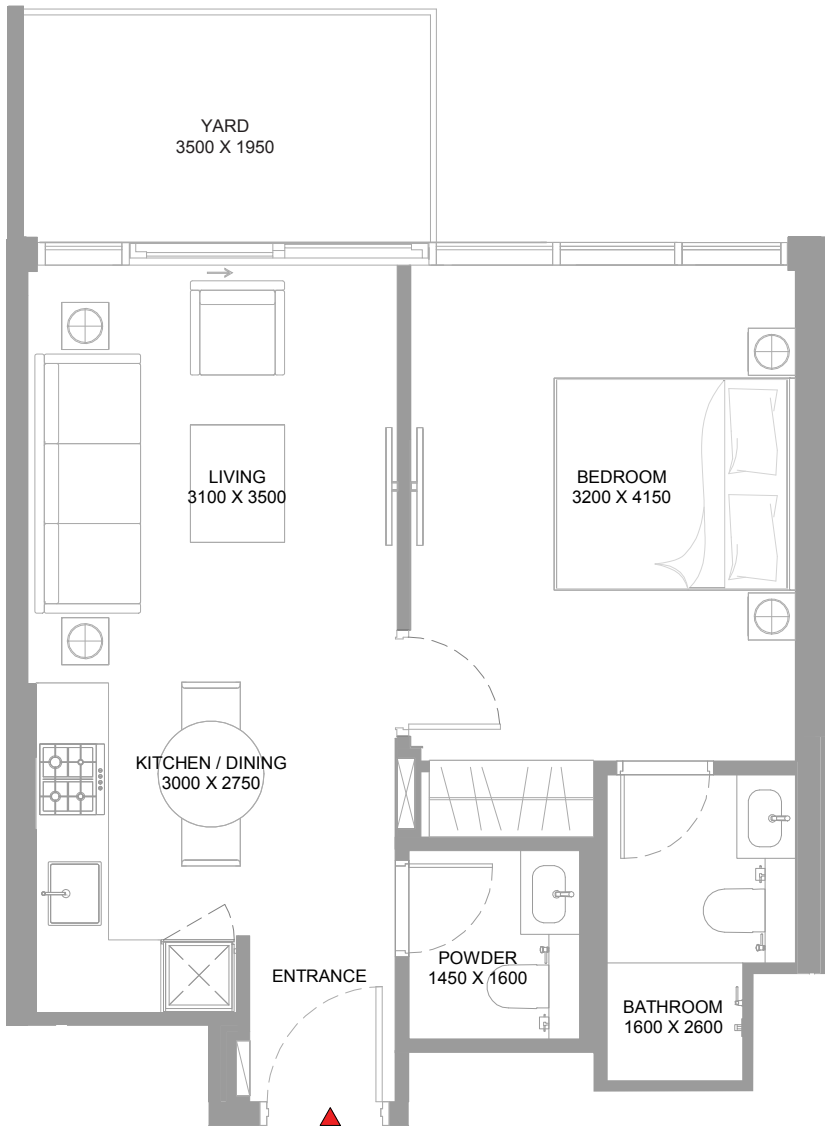 YARD
3500 X 1950
LIVING
3100 X 3500
BEDROOM
3200 X 4150
KITCHEN / DINING
3000 X 2750
POWDER
1450 X 1600
ENTRANCE
BATHROOM
1600 X 2600